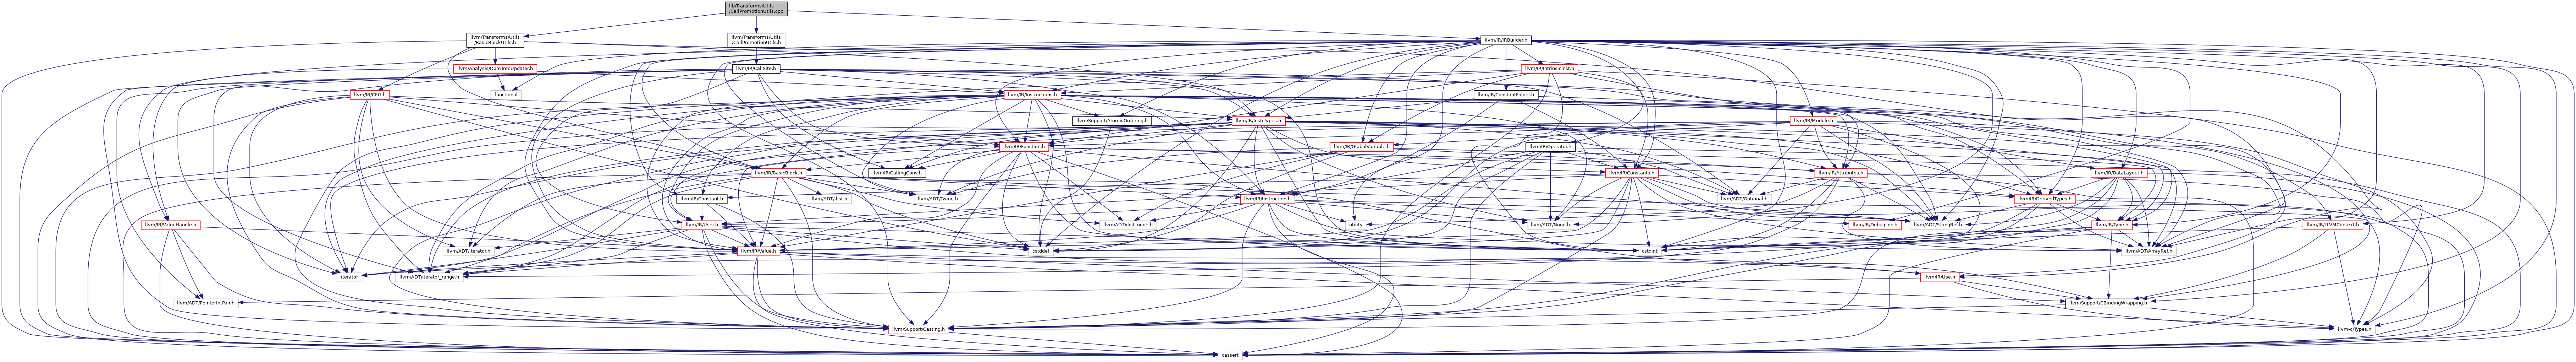 lib/Transforms/Utils
/CallPromotionUtils.cpp
llvm/Transforms/Utils
/BasicBlockUtils.h
llvm/Transforms/Utils
/CallPromotionUtils.h
llvm/IR/IRBuilder.h
llvm/Analysis/DomTreeUpdater.h
llvm/IR/CallSite.h
llvm/IR/IntrinsicInst.h
llvm/IR/CFG.h
functional
llvm/IR/Instructions.h
llvm/IR/ConstantFolder.h
llvm/Support/AtomicOrdering.h
llvm/IR/InstrTypes.h
llvm/IR/Module.h
llvm/IR/Function.h
llvm/IR/GlobalVariable.h
llvm/IR/Operator.h
llvm/IR/BasicBlock.h
llvm/IR/CallingConv.h
llvm/IR/Constants.h
llvm/IR/Attributes.h
llvm/IR/DataLayout.h
llvm/IR/Constant.h
llvm/ADT/ilist.h
llvm/ADT/Twine.h
llvm/IR/Instruction.h
llvm/ADT/Optional.h
llvm/IR/DerivedTypes.h
llvm/IR/ValueHandle.h
llvm/IR/User.h
llvm/ADT/ilist_node.h
utility
llvm/ADT/None.h
llvm/IR/DebugLoc.h
llvm/ADT/StringRef.h
llvm/IR/Type.h
llvm/IR/LLVMContext.h
llvm/ADT/iterator.h
llvm/IR/Value.h
cstddef
cstdint
llvm/ADT/ArrayRef.h
iterator
llvm/ADT/iterator_range.h
llvm/IR/Use.h
llvm/ADT/PointerIntPair.h
llvm/Support/CBindingWrapping.h
llvm/Support/Casting.h
llvm-c/Types.h
cassert